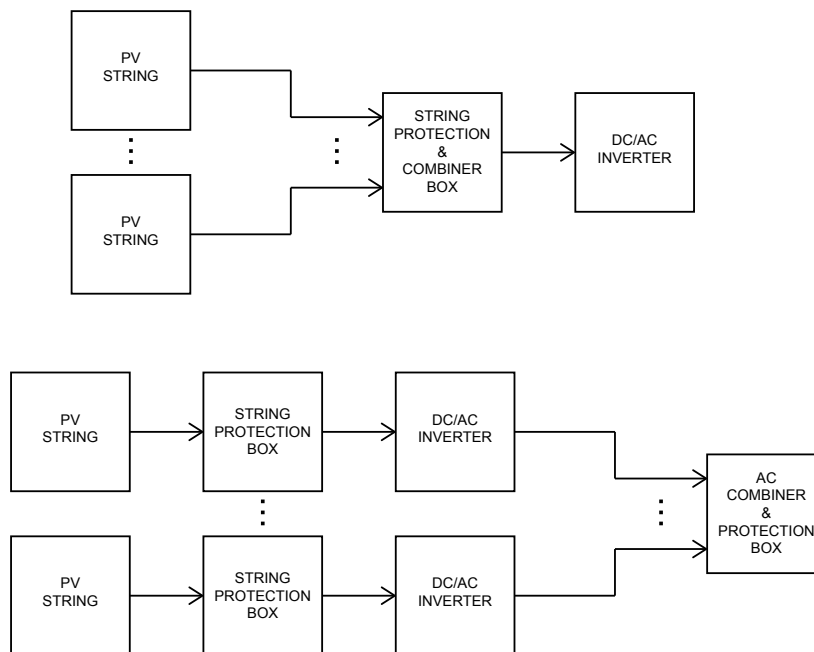 PV
STRING
STRING
PROTECTION
&
COMBINER
BOX
DC/AC
INVERTER
PV
STRING
PV
STRING
STRING
PROTECTION
BOX
DC/AC
INVERTER
AC
COMBINER
&
PROTECTION
BOX
PV
STRING
STRING
PROTECTION
BOX
DC/AC
INVERTER